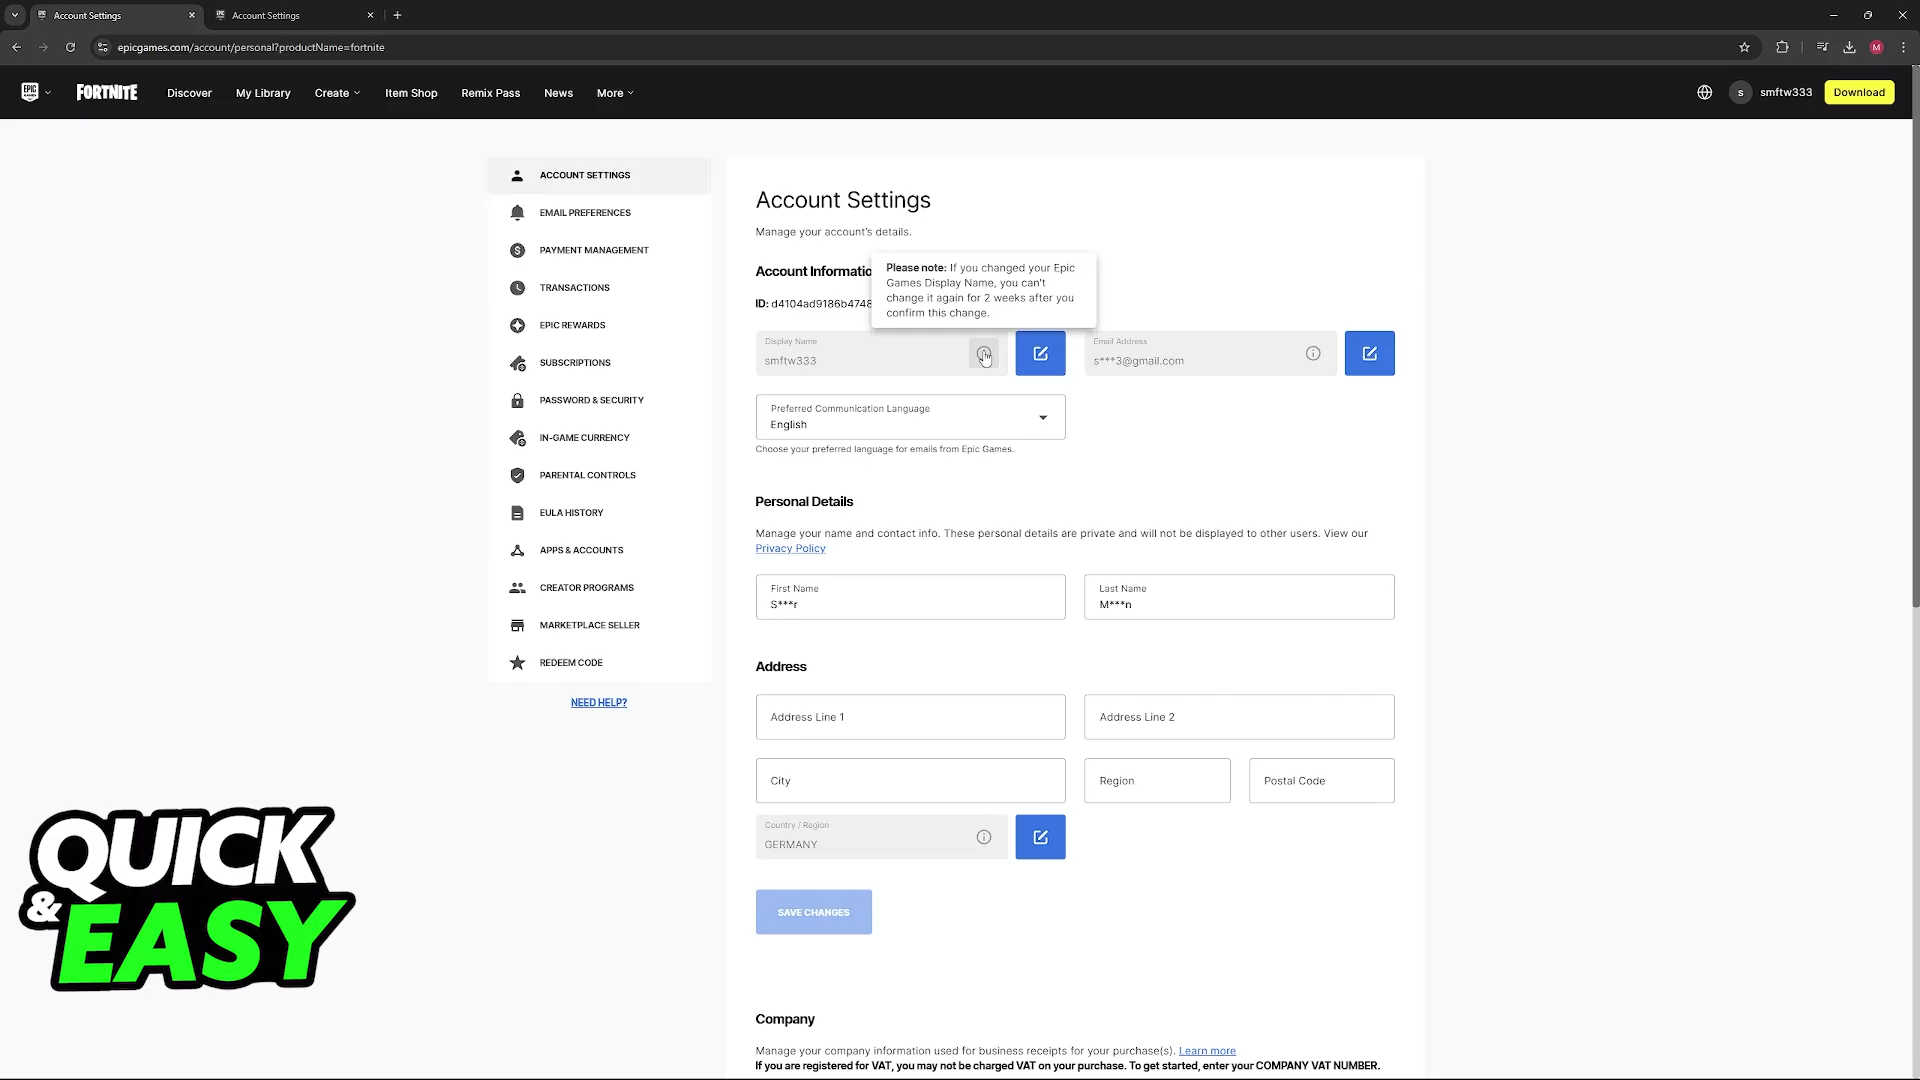 Account Settings
Account Settings
epicgames.com/account/personal?productName=fortnite
M
EPIC GAMES
FORTNITE
Discover
My Library
Create
Item Shop
Remix Pass
News
More
S
smftw333
Download
ACCOUNT SETTINGS
EMAIL PREFERENCES
PAYMENT MANAGEMENT
TRANSACTIONS
EPIC REWARDS
SUBSCRIPTIONS
PASSWORD & SECURITY
IN-GAME CURRENCY
PARENTAL CONTROLS
EULA HISTORY
APPS & ACCOUNTS
CREATOR PROGRAMS
MARKETPLACE SELLER
REDEEM CODE
NEED HELP?
Account Settings
Manage your account's details.
Account Informatio
Please note: If you changed your Epic
Games Display Name, you can't
change it again for 2 weeks after you
confirm this change.
ID: d4104ad9186b4748
Display Name
smftw333
Email Address
s***3@gmail.com
Preferred Communication Language
English
Choose your preferred language for emails from Epic Games.
Personal Details
Manage your name and contact info. These personal details are private and will not be displayed to other users. View our
Privacy Policy
First Name
S***r
Last Name
M***n
Address
Address Line 1
Address Line 2
City
Region
Postal Code
Country / Region
GERMANY
SAVE CHANGES
Company
Manage your company information used for business receipts for your purchase(s). Learn more
If you are registered for VAT, you may not be charged VAT on your purchase. To get started, enter your COMPANY VAT NUMBER.
QUICK
& EASY